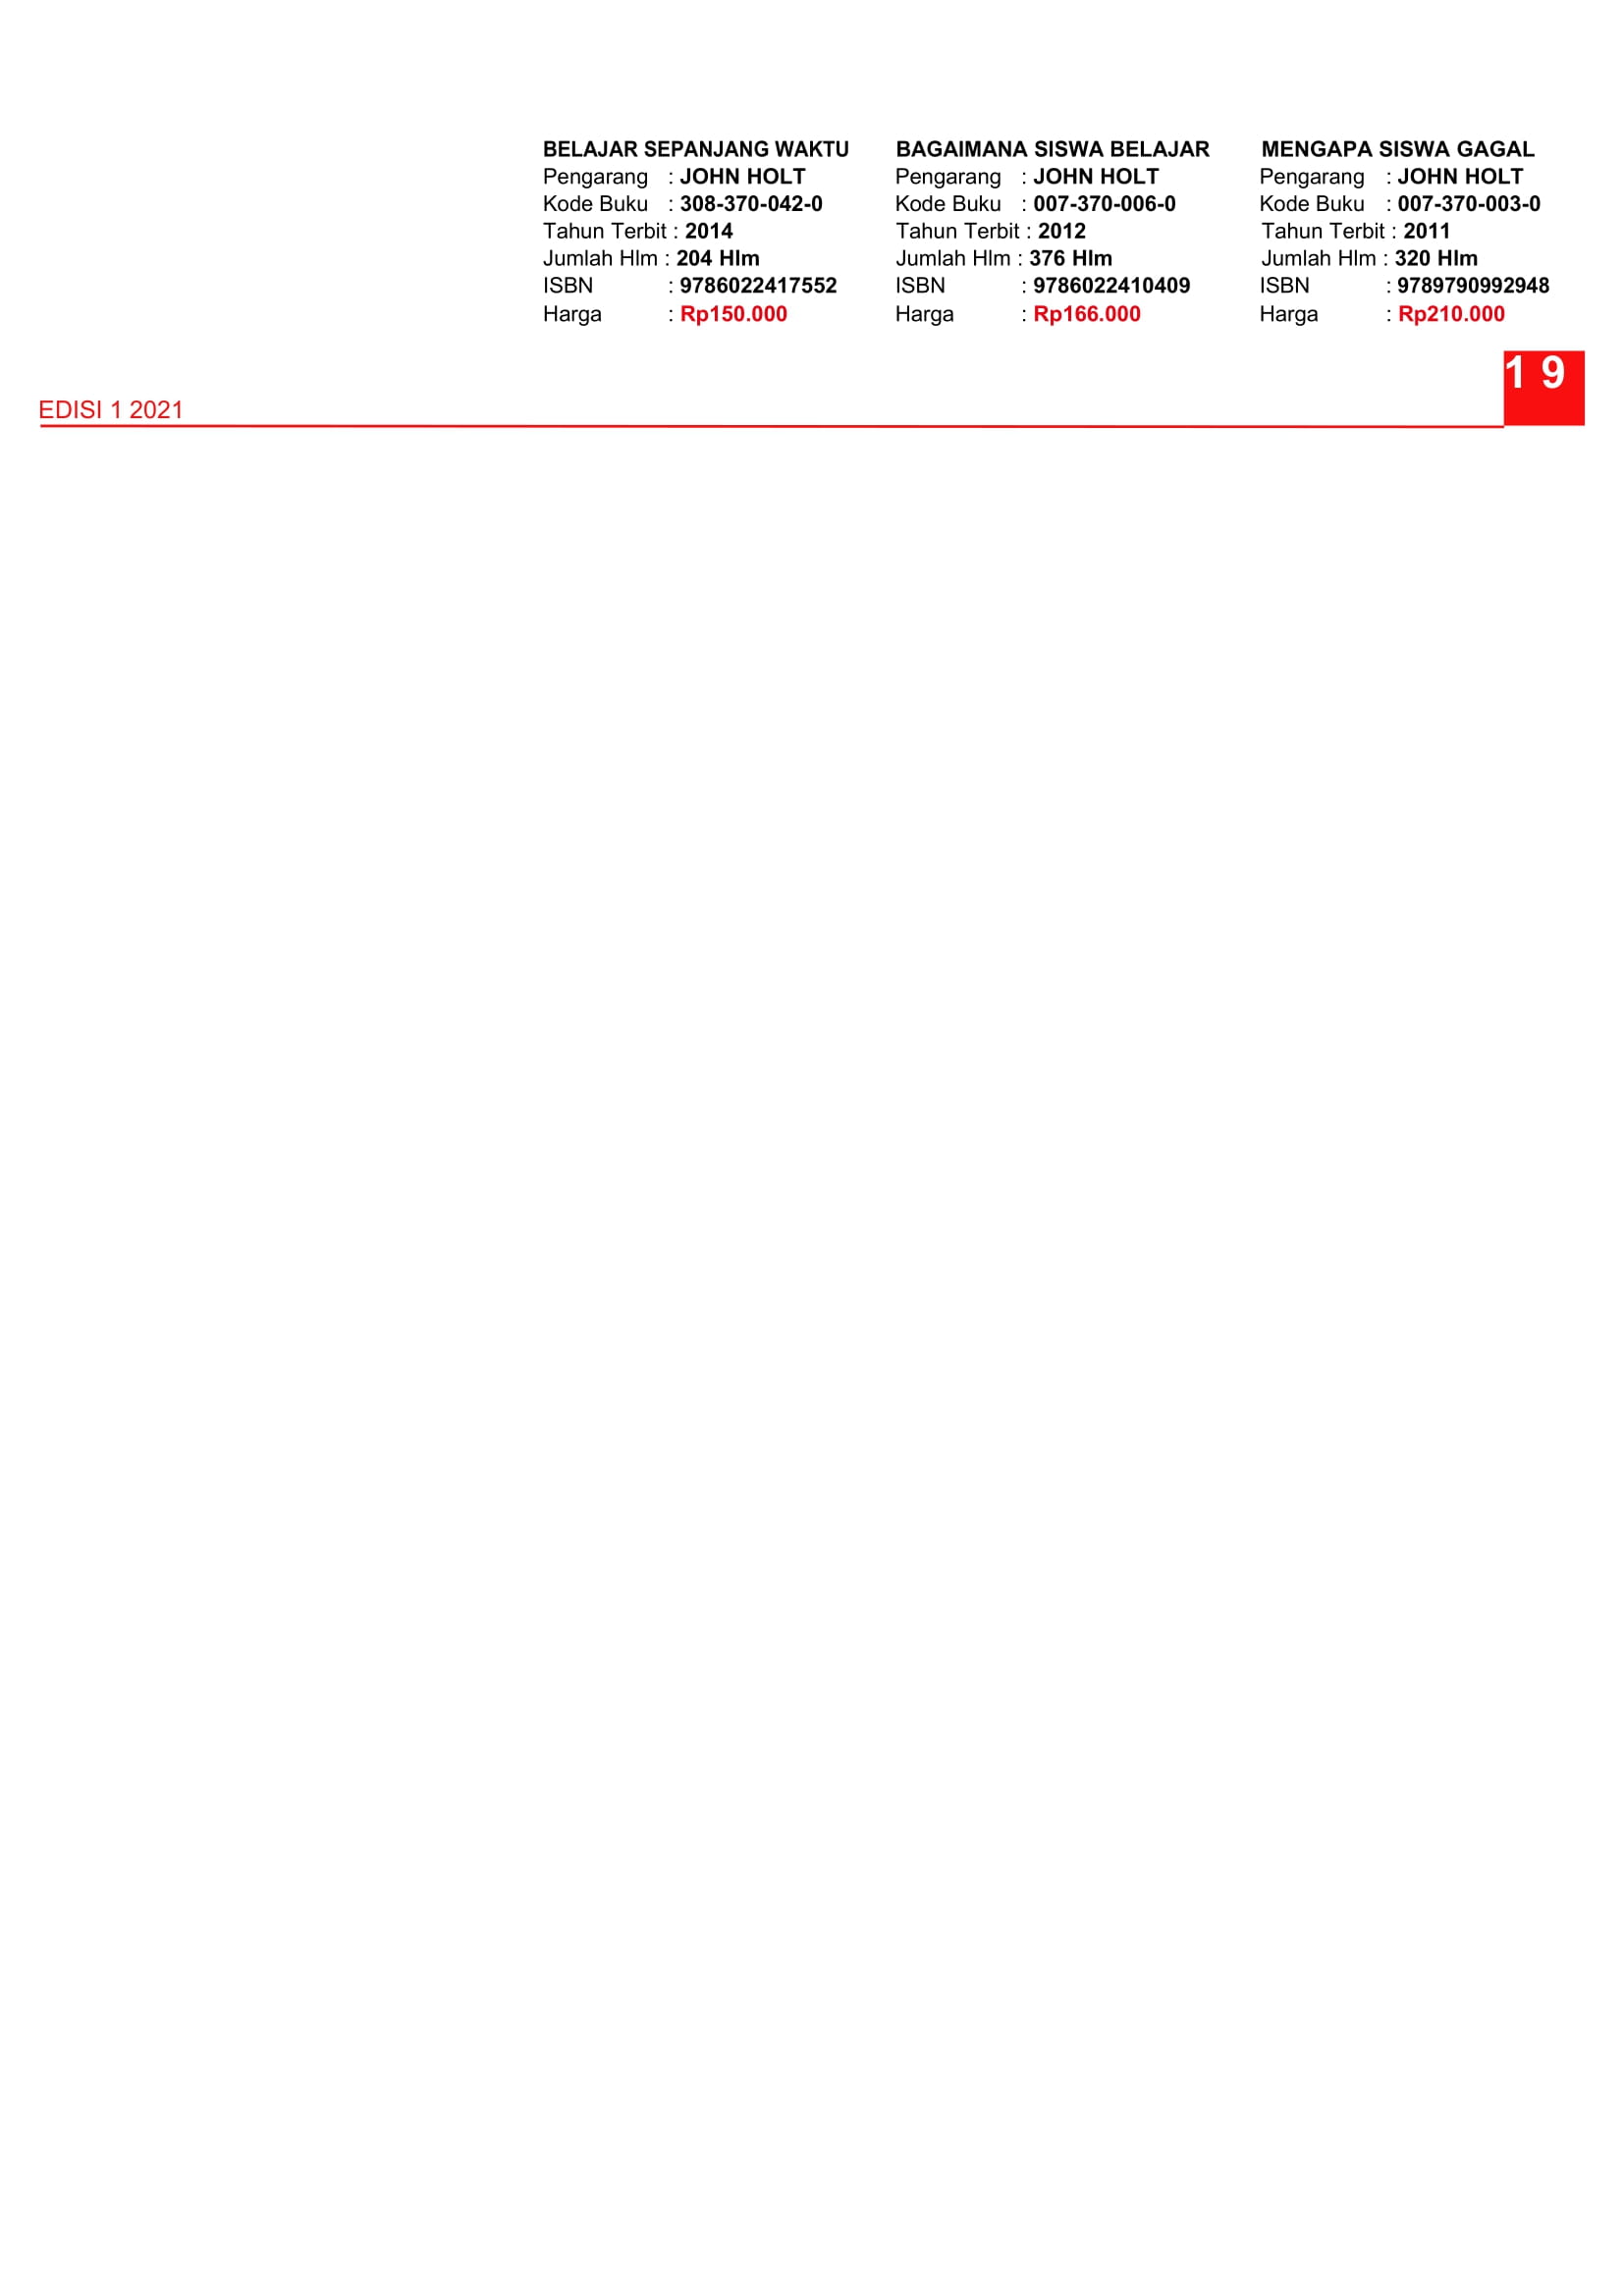 BELAJAR SEPANJANG WAKTU
Pengarang : JOHN HOLT
Kode Buku : 308-370-042-0
Tahun Terbit : 2014
Jumlah Hlm : 204 Hlm
ISBN : 9786022417552
Harga : Rp150.000
BAGAIMANA SISWA BELAJAR
Pengarang : JOHN HOLT
Kode Buku : 007-370-006-0
Tahun Terbit : 2012
Jumlah Hlm : 376 Hlm
ISBN : 9786022410409
Harga : Rp166.000
MENGAPA SISWA GAGAL
Pengarang : JOHN HOLT
Kode Buku : 007-370-003-0
Tahun Terbit : 2011
Jumlah Hlm : 320 Hlm
ISBN : 9789790992948
Harga : Rp210.000
19
EDISI 1 2021